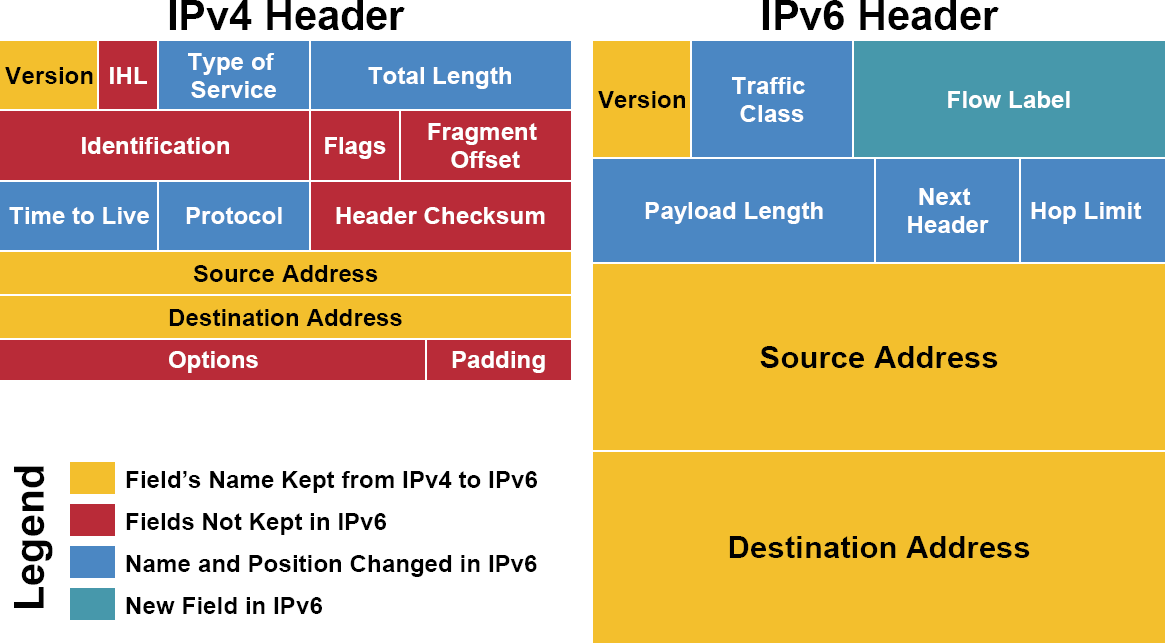 IPv4 Header
Version
IHL
Type of
Service
Total Length
Identification
Flags
Fragment
Offset
Time to Live
Protocol
Header Checksum
Source Address
Destination Address
Options
Padding
IPv6 Header
Version
Traffic
Class
Flow Label
Payload Length
Next
Header
Hop Limit
Source Address
Destination Address
Legend
Field’s Name Kept from IPv4 to IPv6
Fields Not Kept in IPv6
Name and Position Changed in IPv6
New Field in IPv6